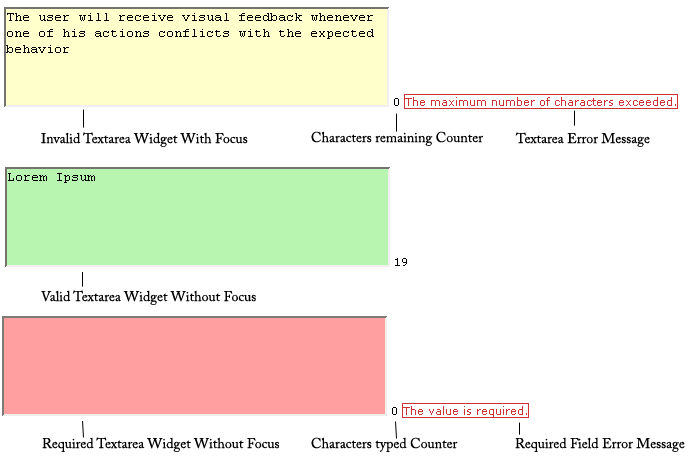 The user will receive visual feedback whenever
one of his actions conflicts with the expected
behavior
0 The maximum number of characters exceeded.
Invalid Textarea Widget With Focus
Characters remaining Counter
Textarea Error Message
Lorem Ipsum
19
Valid Textarea Widget Without Focus
0 The value is required.
Required Textarea Widget Without Focus
Characters typed Counter
Required Field Error Message